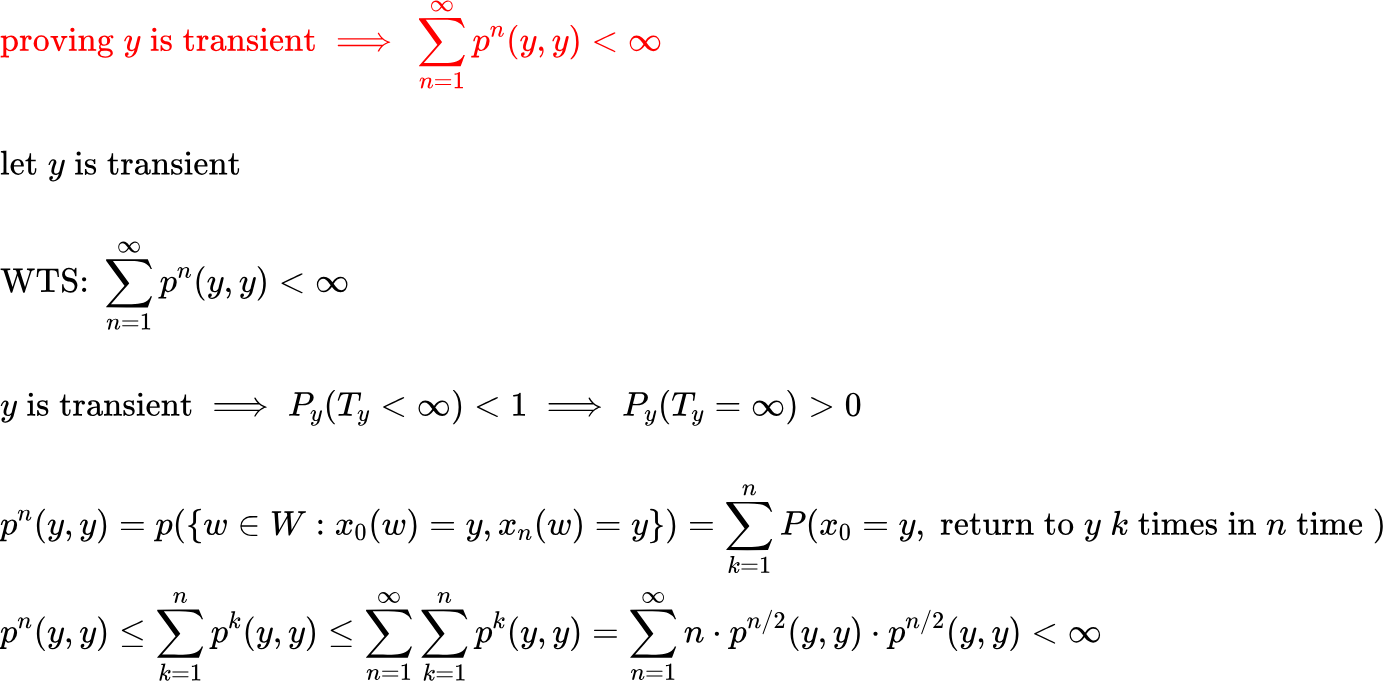 proving y is transient ⟹ ∑_{n=1}^{∞} p^n(y, y) < ∞
let y is transient
WTS: ∑_{n=1}^{∞} p^n(y, y) < ∞
y is transient ⟹ P_y(T_y < ∞) < 1 ⟹ P_y(T_y = ∞) > 0
p^n(y, y) = p({w ∈ W : x_0(w) = y, x_n(w) = y}) = ∑_{k=1}^{n} P(x_0 = y, return to y k times in n time )
p^n(y, y) ≤ ∑_{k=1}^{n} p^k(y, y) ≤ ∑_{n=1}^{∞} ∑_{k=1}^{n} p^k(y, y) = ∑_{n=1}^{∞} n · p^{n/2}(y, y) · p^{n/2}(y, y) < ∞